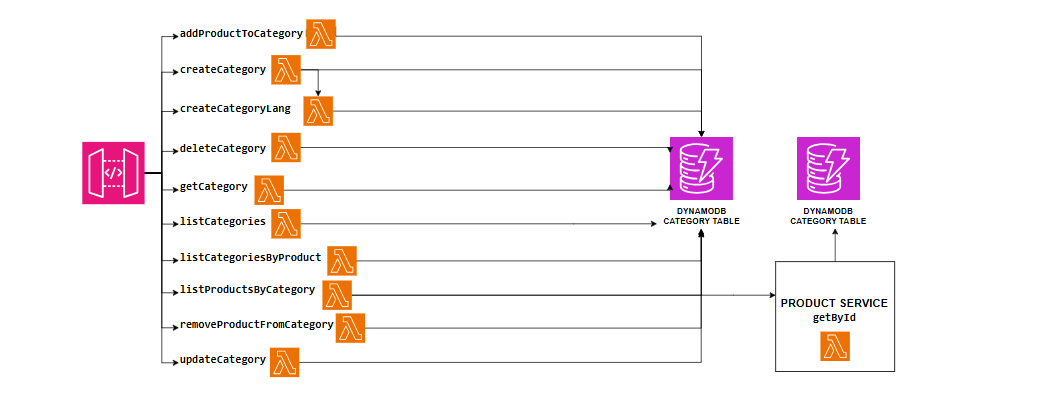 addProductToCategory
createCategory
createCategoryLang
deleteCategory
getCategory
listCategories
listCategoriesByProduct
listProductsByCategory
removeProductFromCategory
updateCategory
DYNAMODB
CATEGORY TABLE
DYNAMODB
CATEGORY TABLE
PRODUCT SERVICE
getById